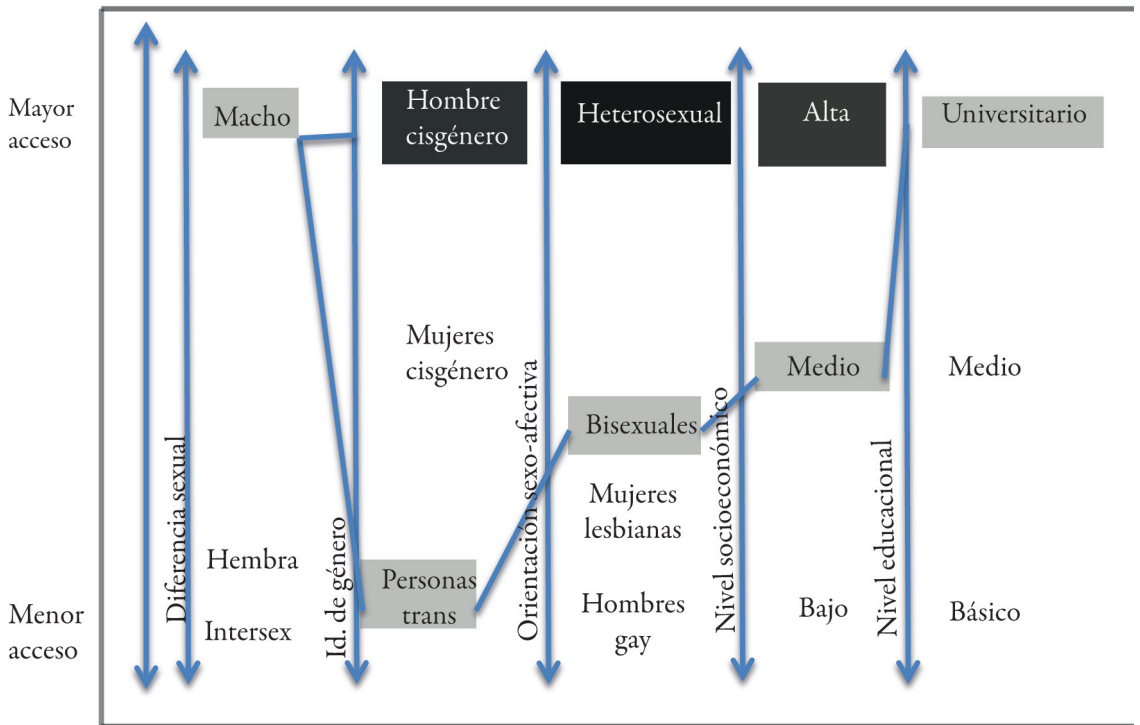 Mayor
acceso
Macho
Hombre
cisgénero
Heterosexual
Alta
Universitario
Mujeres
cisgénero
Medio
Medio
Bisexuales
Mujeres
lesbianas
Hembra
Personas
trans
Hombres
gay
Bajo
Básico
Intersex
Menor
acceso
Diferencia sexual
Id. de género
Orientación sexo-afectiva
Nivel socioeconómico
Nivel educacional